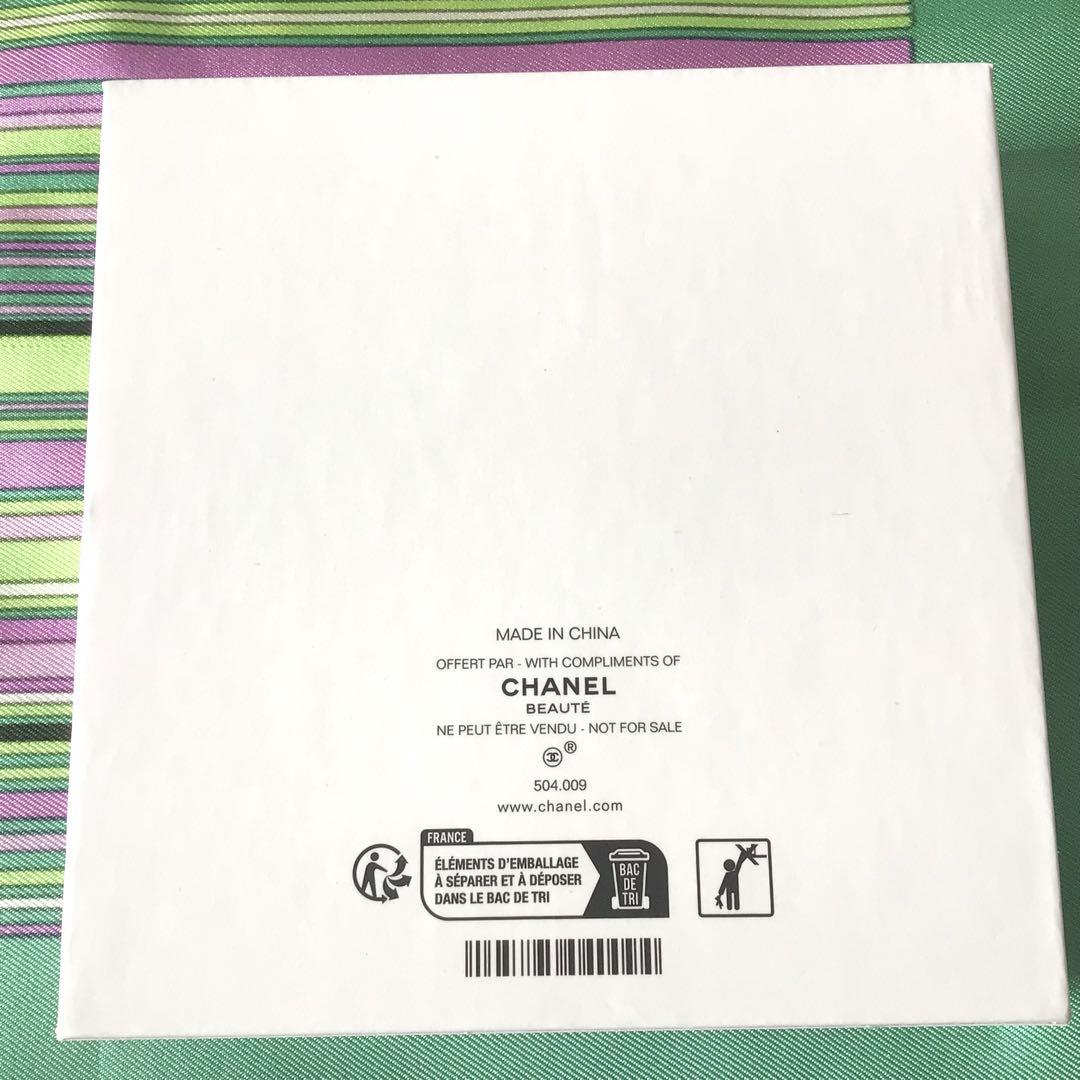 MADE IN CHINA
OFFERT PAR - WITH COMPLIMENTS OF
CHANEL
BEAUTÉ
NE PEUT ÊTRE VENDU - NOT FOR SALE
®
504.009
www.chanel.com
FRANCE
ÉLÉMENTS D'EMBALLAGE
À SÉPARER ET À DÉPOSER
DANS LE BAC DE TRI
BAC
DE
TRI